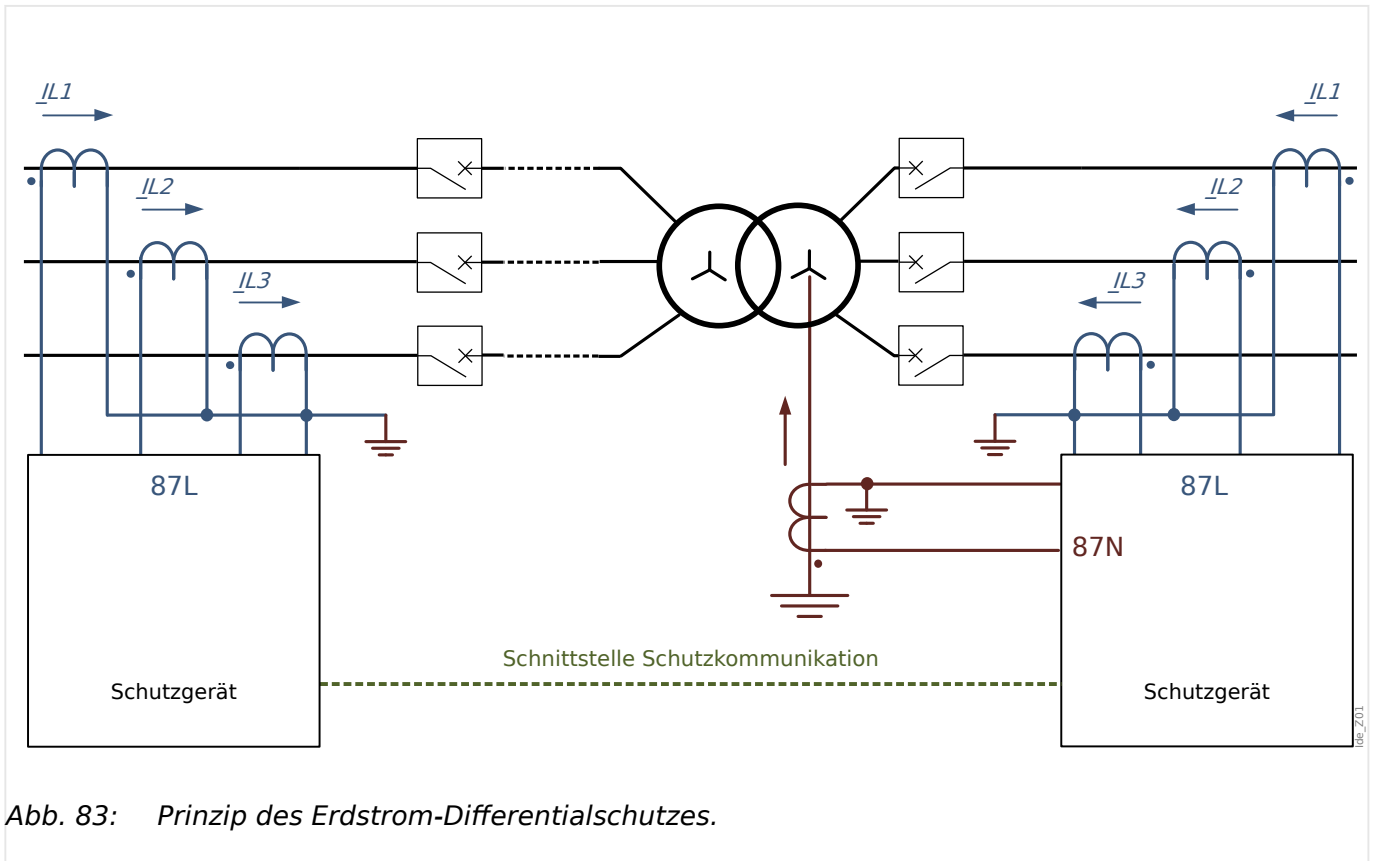 IL1
IL1
IL2
IL2
IL3
IL3
87L
87L
87N
Schnittstelle Schutzkommunikation
Schutzgerät
Schutzgerät
Ide_Z01
Abb. 83: Prinzip des Erdstrom-Differentialschutzes.